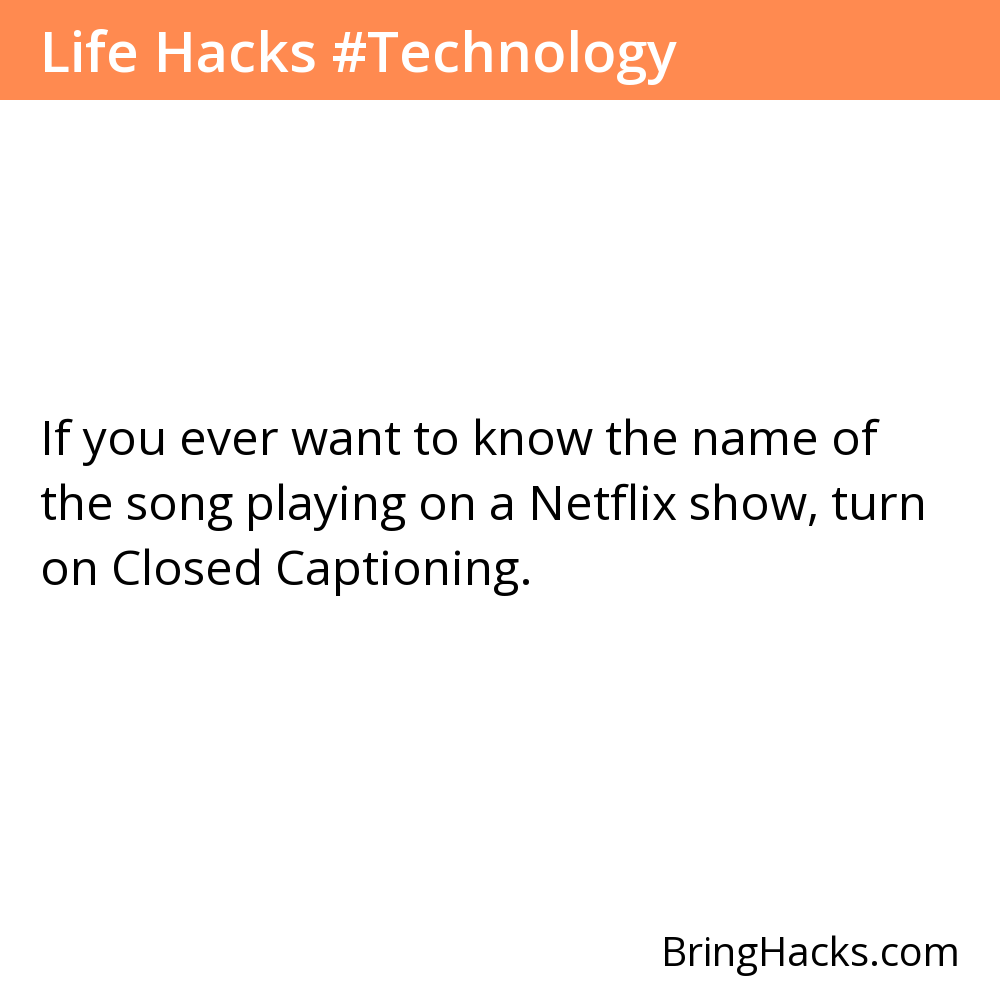 Life Hacks #Technology
If you ever want to know the name of
the song playing on a Netflix show, turn
on Closed Captioning.
BringHacks.com